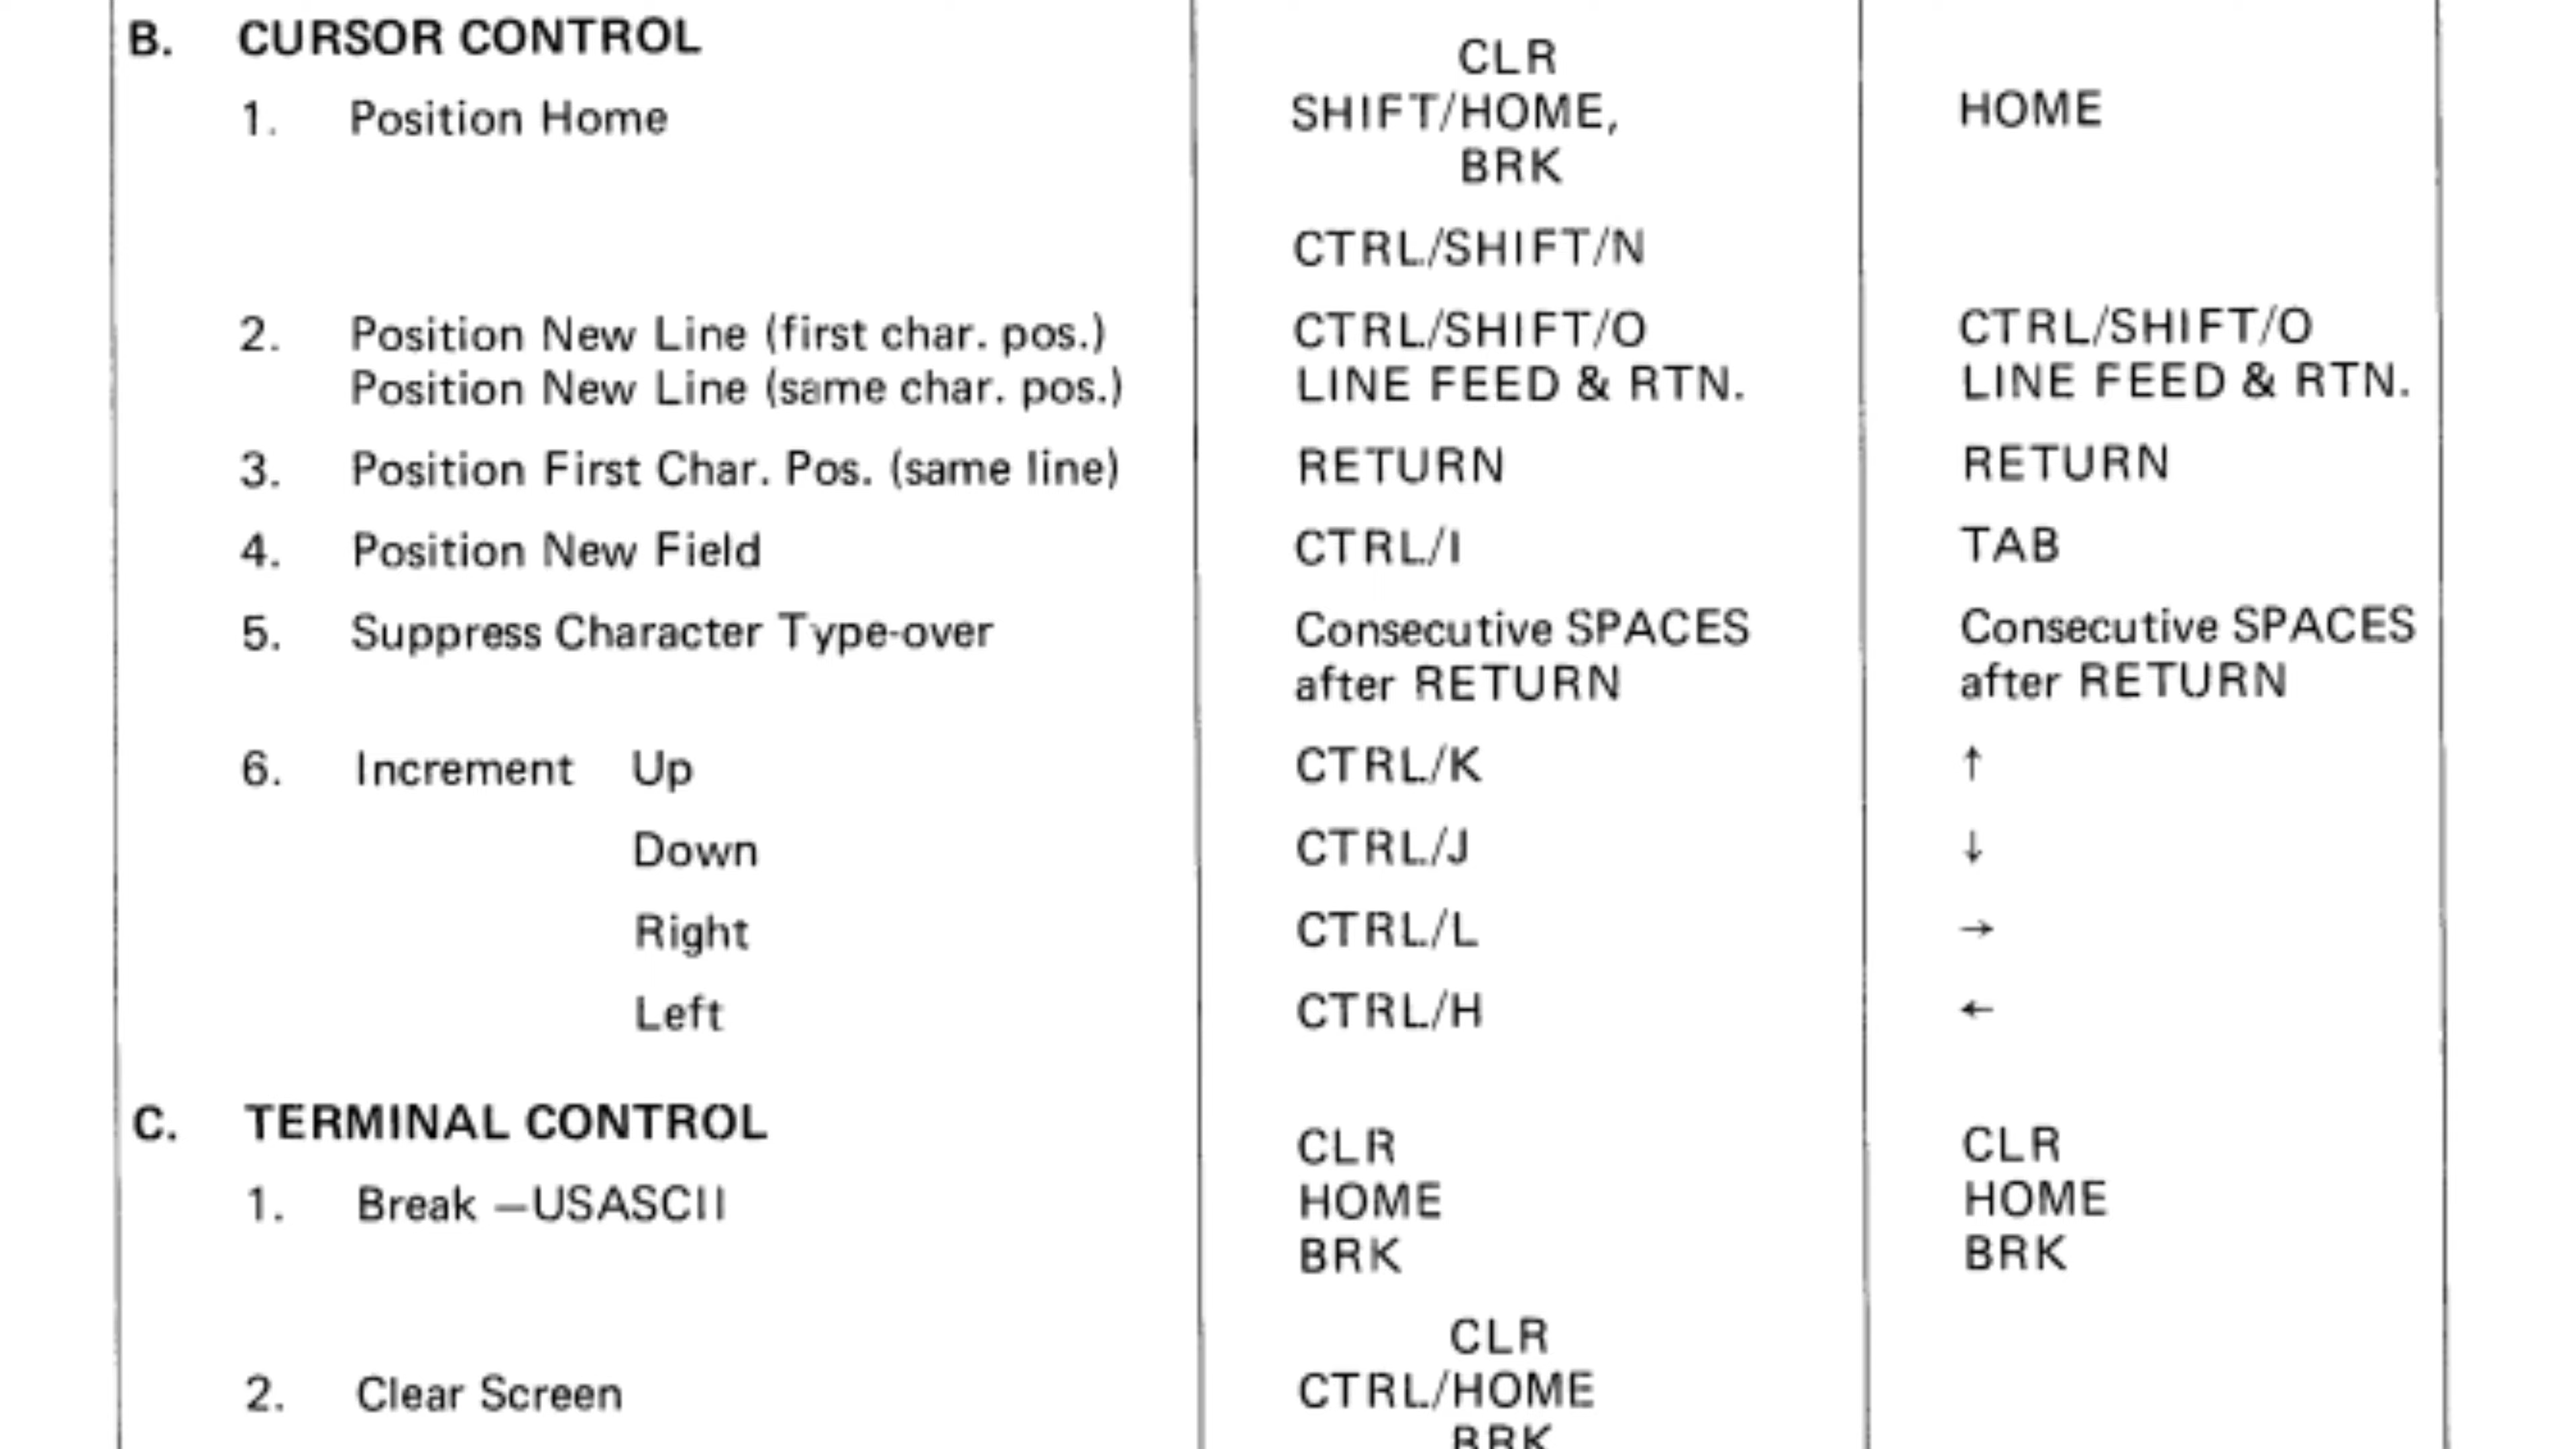 B. CURSOR CONTROL
CLR
1. Position Home SHIFT/HOME, HOME
BRK
CTRL/SHIFT/N
2. Position New Line (first char. pos.) CTRL/SHIFT/O CTRL/SHIFT/O
Position New Line (same char. pos.) LINE FEED & RTN. LINE FEED & RTN.
3. Position First Char. Pos. (same line) RETURN RETURN
4. Position New Field CTRL/I TAB
5. Suppress Character Type-over Consecutive SPACES Consecutive SPACES
after RETURN after RETURN
6. Increment Up CTRL/K ↑
Down CTRL/J ↓
Right CTRL/L →
Left CTRL/H ←
C. TERMINAL CONTROL
CLR CLR
1. Break —USASCII HOME HOME
BRK BRK
CLR
2. Clear Screen CTRL/HOME
BRK